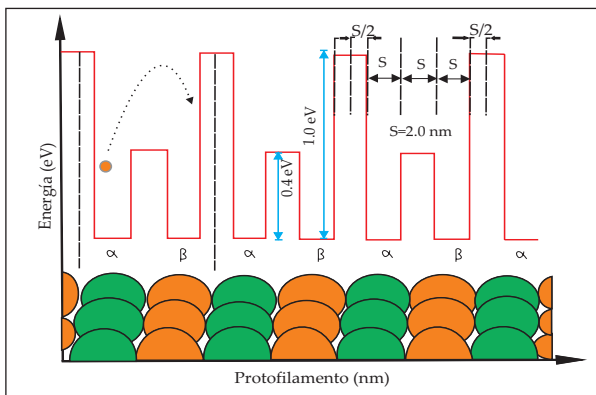 S/2
S/2
S
S
S
S=2.0 nm
1.0 eV
0.4 eV
Energía (eV)
α
β
α
β
α
β
α
Protofilamento (nm)